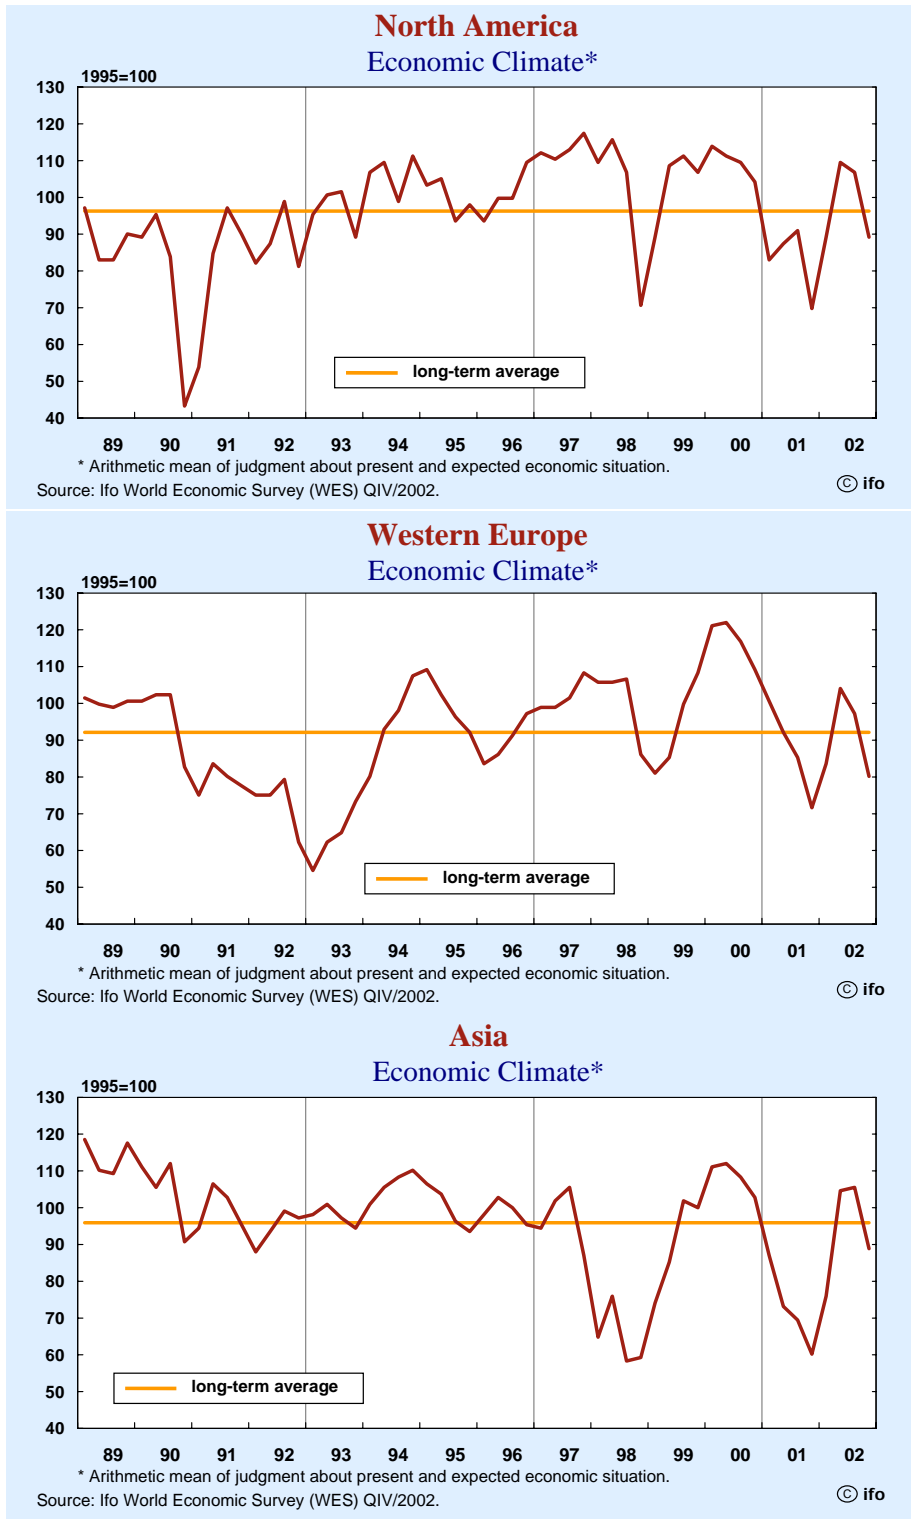 North America
Economic Climate*
1995=100
130
120
110
100
90
80
70
60
50
40
long-term average
89 90 91 92 93 94 95 96 97 98 99 00 01 02
* Arithmetic mean of judgment about present and expected economic situation.
Source: Ifo World Economic Survey (WES) QIV/2002.
© ifo
Western Europe
Economic Climate*
1995=100
130
120
110
100
90
80
70
60
50
40
long-term average
89 90 91 92 93 94 95 96 97 98 99 00 01 02
* Arithmetic mean of judgment about present and expected economic situation.
Source: Ifo World Economic Survey (WES) QIV/2002.
© ifo
Asia
Economic Climate*
1995=100
130
120
110
100
90
80
70
60
50
40
long-term average
89 90 91 92 93 94 95 96 97 98 99 00 01 02
* Arithmetic mean of judgment about present and expected economic situation.
Source: Ifo World Economic Survey (WES) QIV/2002.
© ifo